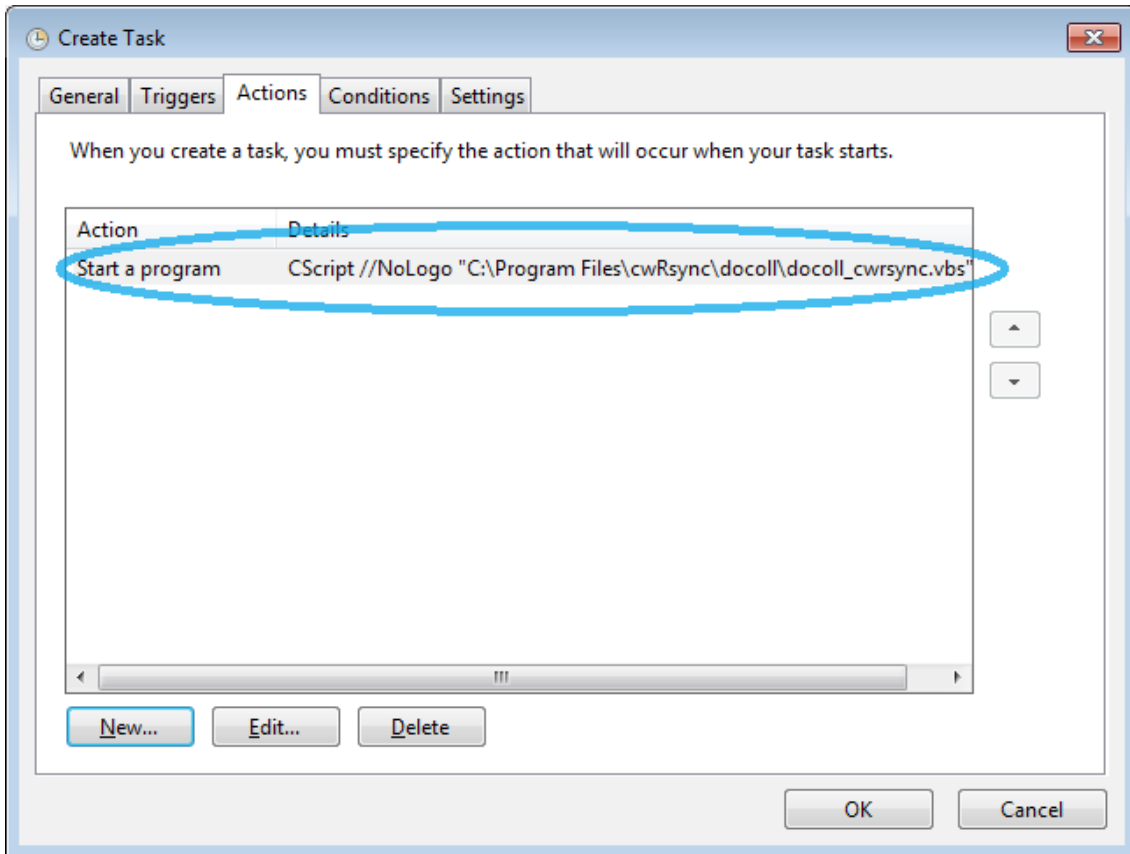 Create Task
General Triggers Actions Conditions Settings
When you create a task, you must specify the action that will occur when your task starts.
Action Details
Start a program CScript //NoLogo "C:\Program Files\cwRsync\docoll\docoll_cwrsync.vbs"
New... Edit... Delete
OK Cancel